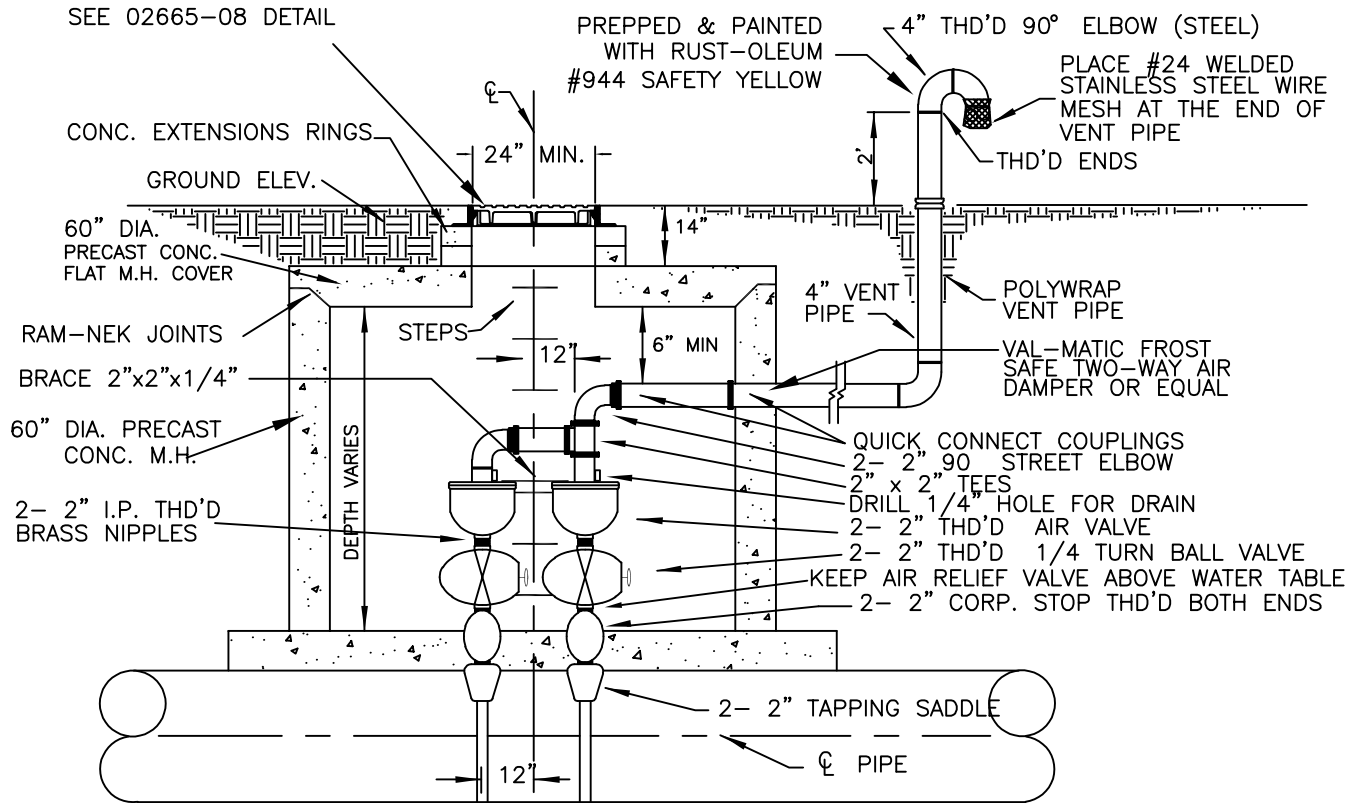 SEE 02665-08 DETAIL
PREPPED & PAINTED
WITH RUST-OLEUM
#944 SAFETY YELLOW
4" THD'D 90° ELBOW (STEEL)
PLACE #24 WELDED
STAINLESS STEEL WIRE
MESH AT THE END OF
VENT PIPE
THD'D ENDS
2'
℄
CONC. EXTENSIONS RINGS
24" MIN.
GROUND ELEV.
60" DIA.
PRECAST CONC.
FLAT M.H. COVER
14"
4" VENT
PIPE
POLYWRAP
VENT PIPE
RAM-NEK JOINTS
STEPS
6" MIN
12"
BRACE 2"x2"x1/4"
VAL-MATIC FROST
SAFE TWO-WAY AIR
DAMPER OR EQUAL
60" DIA. PRECAST
CONC. M.H.
DEPTH VARIES
QUICK CONNECT COUPLINGS
2- 2" 90 STREET ELBOW
2" x 2" TEES
DRILL 1/4" HOLE FOR DRAIN
2- 2" I.P. THD'D
BRASS NIPPLES
2- 2" THD'D AIR VALVE
2- 2" THD'D 1/4 TURN BALL VALVE
KEEP AIR RELIEF VALVE ABOVE WATER TABLE
2- 2" CORP. STOP THD'D BOTH ENDS
2- 2" TAPPING SADDLE
℄ PIPE
12"